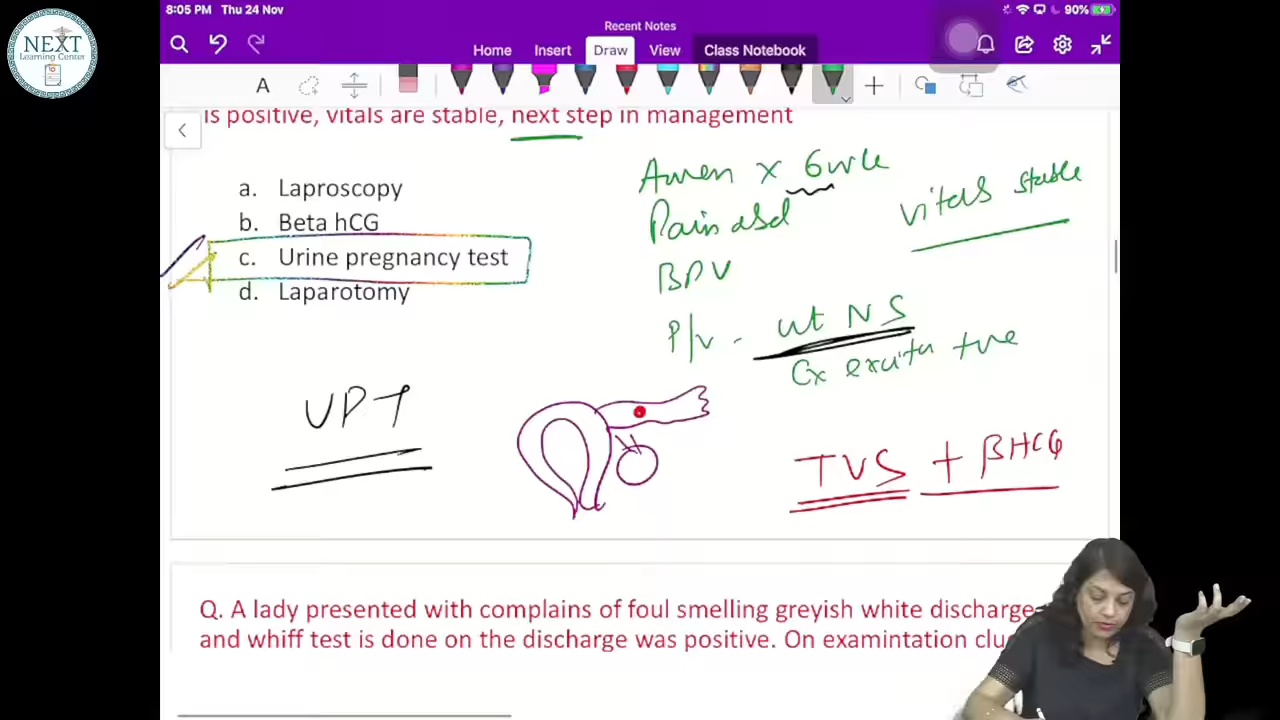 8:05 PM Thu 24 Nov
90%
NEXT
Learning Center
Recent Notes
Home Insert Draw View Class Notebook
A
is positive, vitals are stable, next step in management
a. Laproscopy
b. Beta hCG
c. Urine pregnancy test
d. Laparotomy
Amen x 6wk
Pain abd
BPV
P/v - ut NS
Cx excitn +ve
vitals stable
UPT
TVS + βHCG
Q. A lady presented with complains of foul smelling greyish white discharge
and whiff test is done on the discharge was positive. On examintation clu